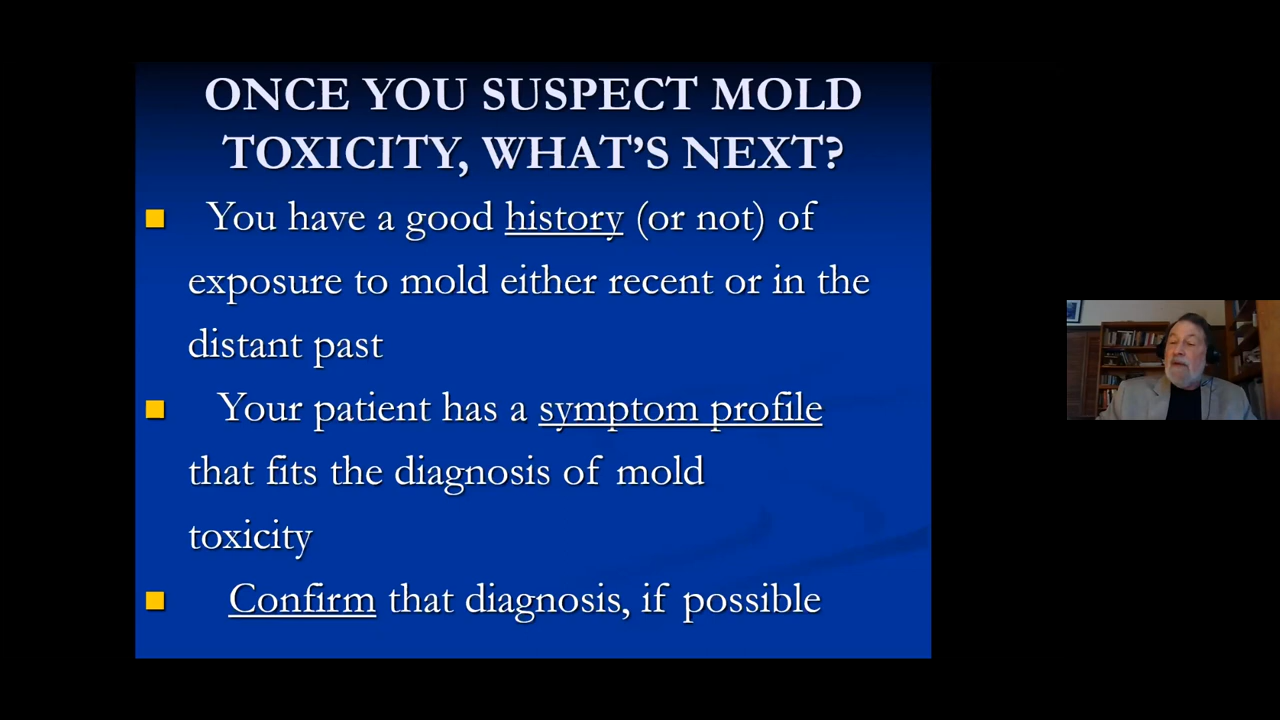 ONCE YOU SUSPECT MOLD
TOXICITY, WHAT’S NEXT?
You have a good history (or not) of
exposure to mold either recent or in the
distant past
Your patient has a symptom profile
that fits the diagnosis of mold
toxicity
Confirm that diagnosis, if possible